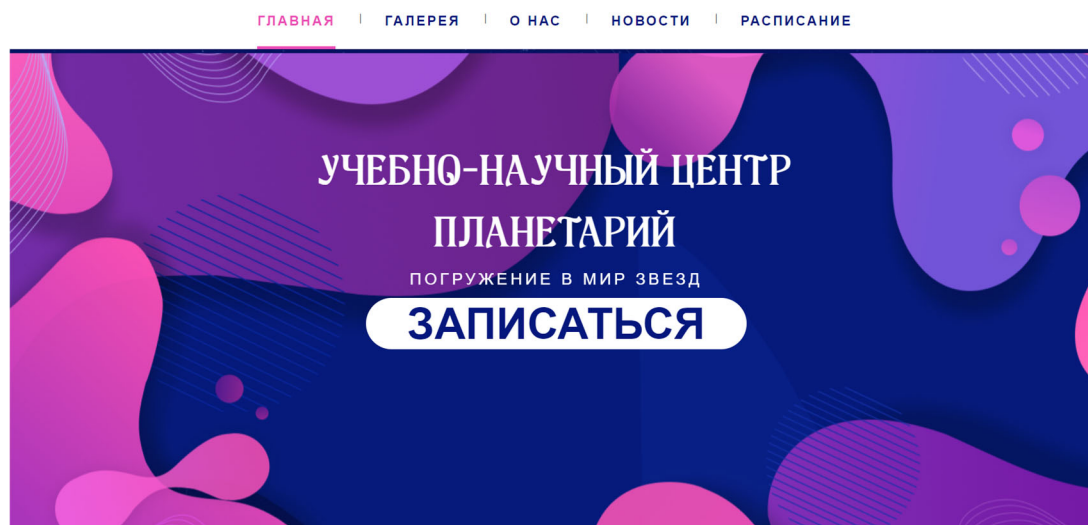 ГЛАВНАЯ | ГАЛЕРЕЯ | О НАС | НОВОСТИ | РАСПИСАНИЕ
УЧЕБНО-НАУЧНЫЙ ЦЕНТР
ПЛАНЕТАРИЙ
ПОГРУЖЕНИЕ В МИР ЗВЕЗД
ЗАПИСАТЬСЯ